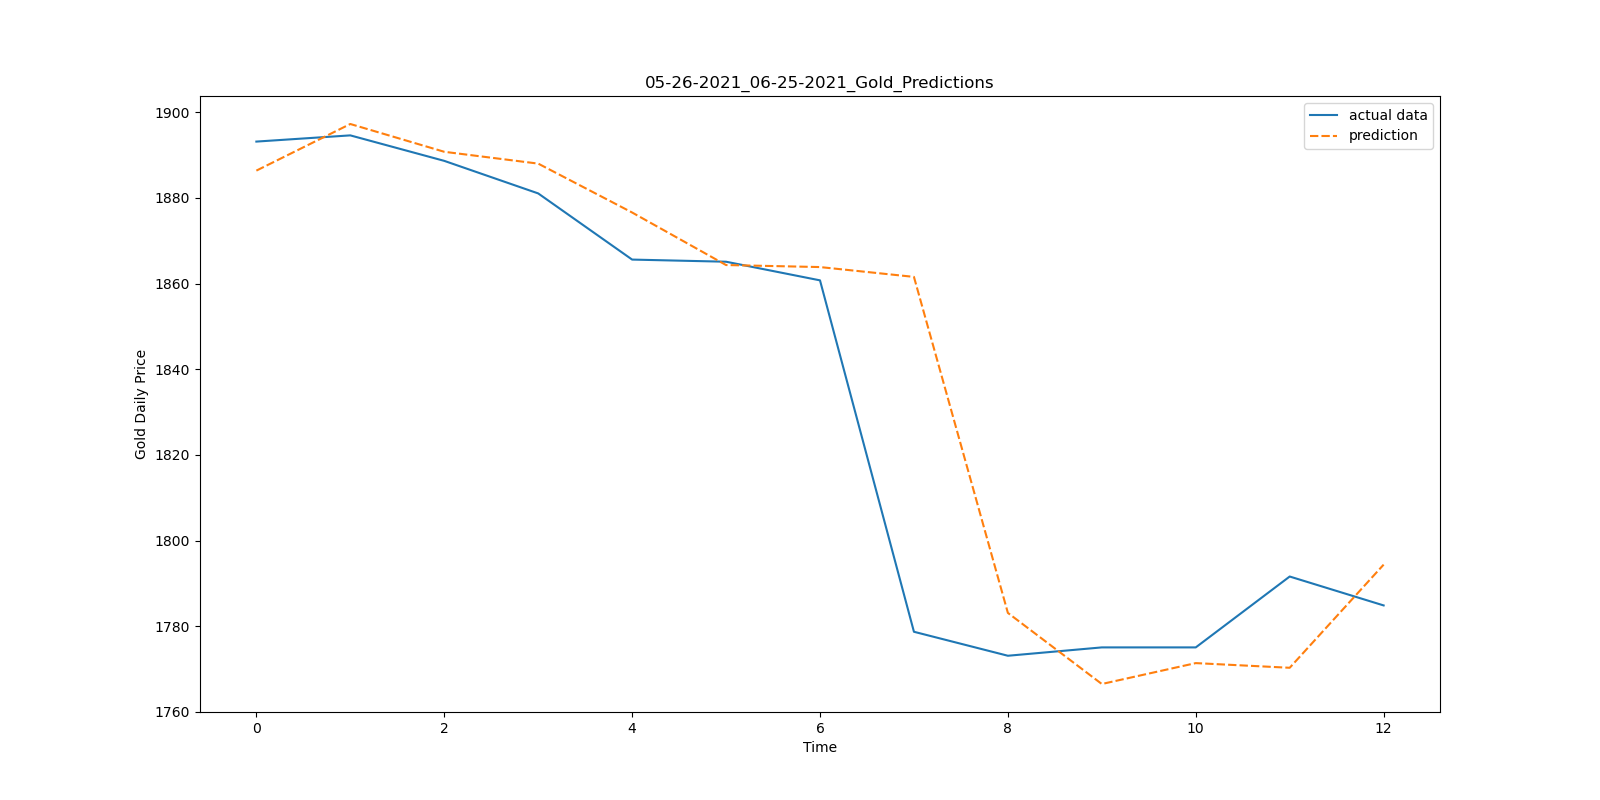 05-26-2021_06-25-2021_Gold_Predictions
actual data
prediction
Gold Daily Price
1900
1880
1860
1840
1820
1800
1780
1760
0 2 4 6 8 10 12
Time